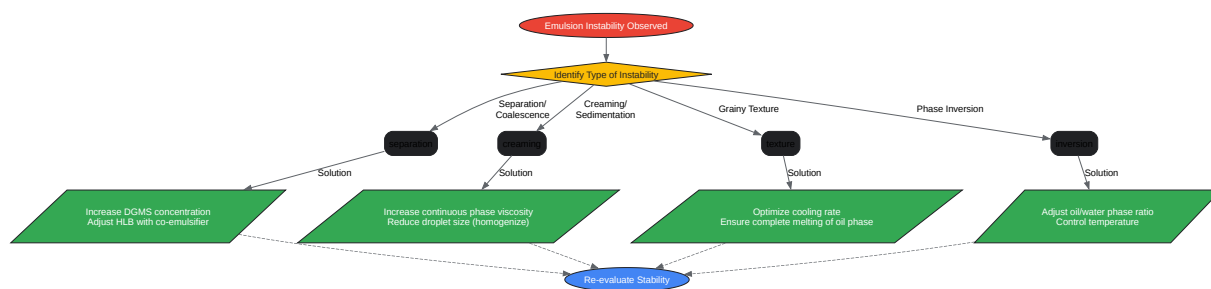 Emulsion Instability Observed
Identify Type of Instability
Separation/
Coalescence
Creaming/
Sedimentation
Grainy Texture
Phase Inversion
separation
creaming
texture
inversion
Solution
Solution
Solution
Solution
Increase DGMS concentration
Adjust HLB with co-emulsifier
Increase continuous phase viscosity
Reduce droplet size (homogenize)
Optimize cooling rate
Ensure complete melting of oil phase
Adjust oil/water phase ratio
Control temperature
Re-evaluate Stability